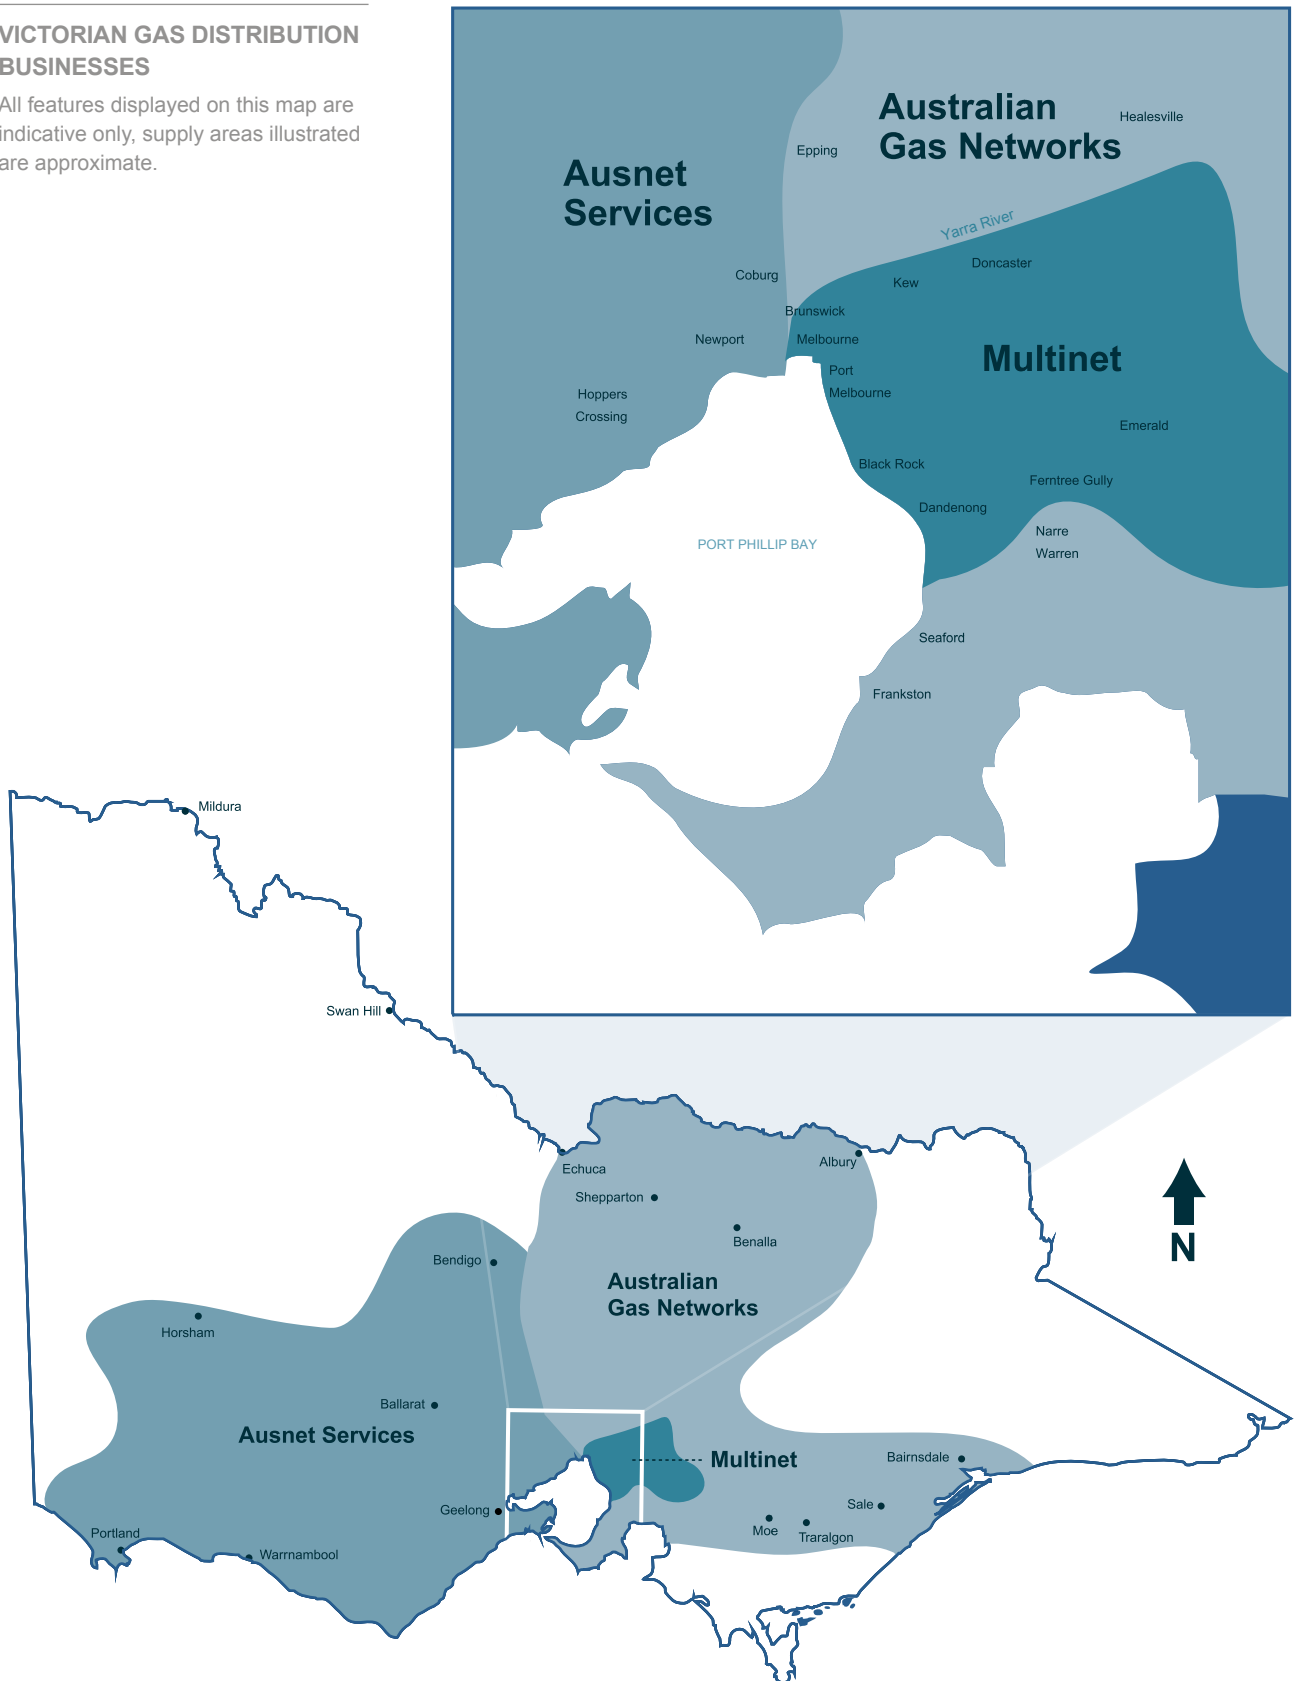 VICTORIAN GAS DISTRIBUTION
BUSINESSES
All features displayed on this map are
indicative only, supply areas illustrated
are approximate.
Australian
Gas Networks
Healesville
Epping
Ausnet
Services
Yarra River
Doncaster
Coburg
Kew
Brunswick
Newport
Melbourne
Multinet
Port
Melbourne
Hoppers
Crossing
Emerald
Black Rock
Ferntree Gully
Dandenong
Narre
Warren
PORT PHILLIP BAY
Seaford
Frankston
Mildura
Swan Hill
Echuca
Albury
Shepparton
Benalla
N
Bendigo
Australian
Gas Networks
Horsham
Ballarat
Ausnet Services
Multinet
Bairnsdale
Geelong
Sale
Moe
Traralgon
Portland
Warrnambool